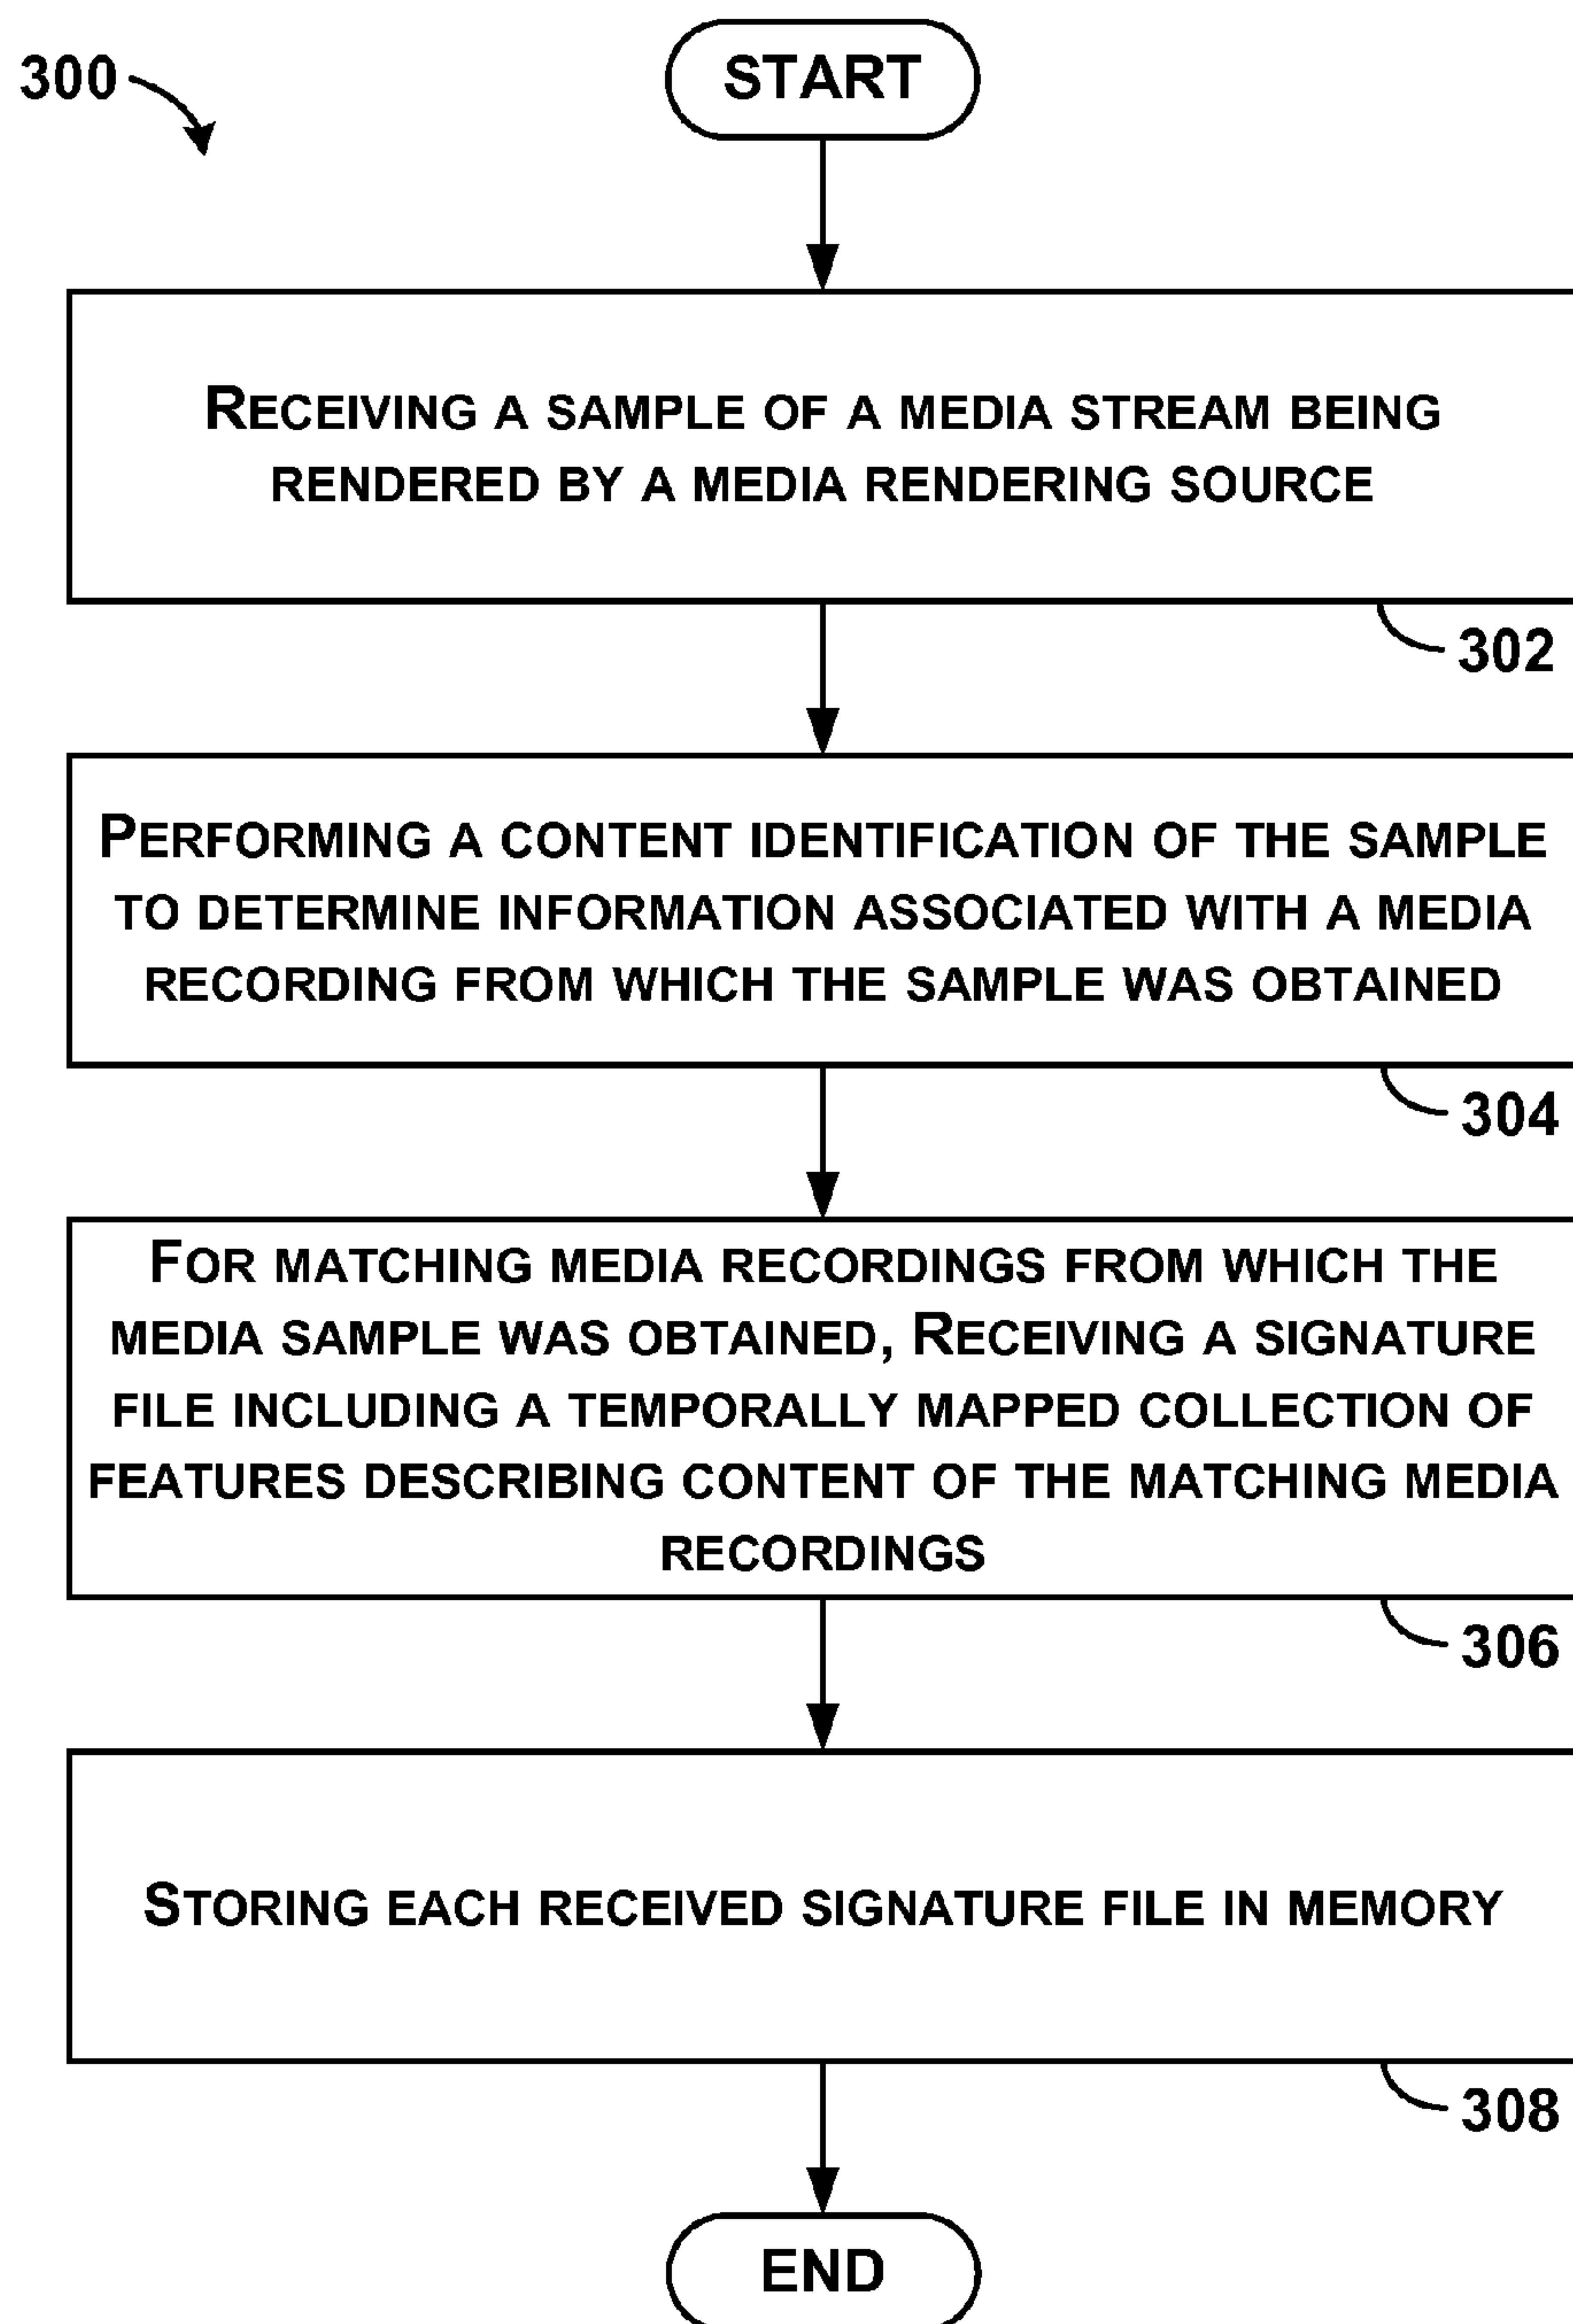 300
START
RECEIVING A SAMPLE OF A MEDIA STREAM BEING
RENDERED BY A MEDIA RENDERING SOURCE
302
PERFORMING A CONTENT IDENTIFICATION OF THE SAMPLE
TO DETERMINE INFORMATION ASSOCIATED WITH A MEDIA
RECORDING FROM WHICH THE SAMPLE WAS OBTAINED
304
FOR MATCHING MEDIA RECORDINGS FROM WHICH THE
MEDIA SAMPLE WAS OBTAINED, RECEIVING A SIGNATURE
FILE INCLUDING A TEMPORALLY MAPPED COLLECTION OF
FEATURES DESCRIBING CONTENT OF THE MATCHING MEDIA
RECORDINGS
306
STORING EACH RECEIVED SIGNATURE FILE IN MEMORY
308
END